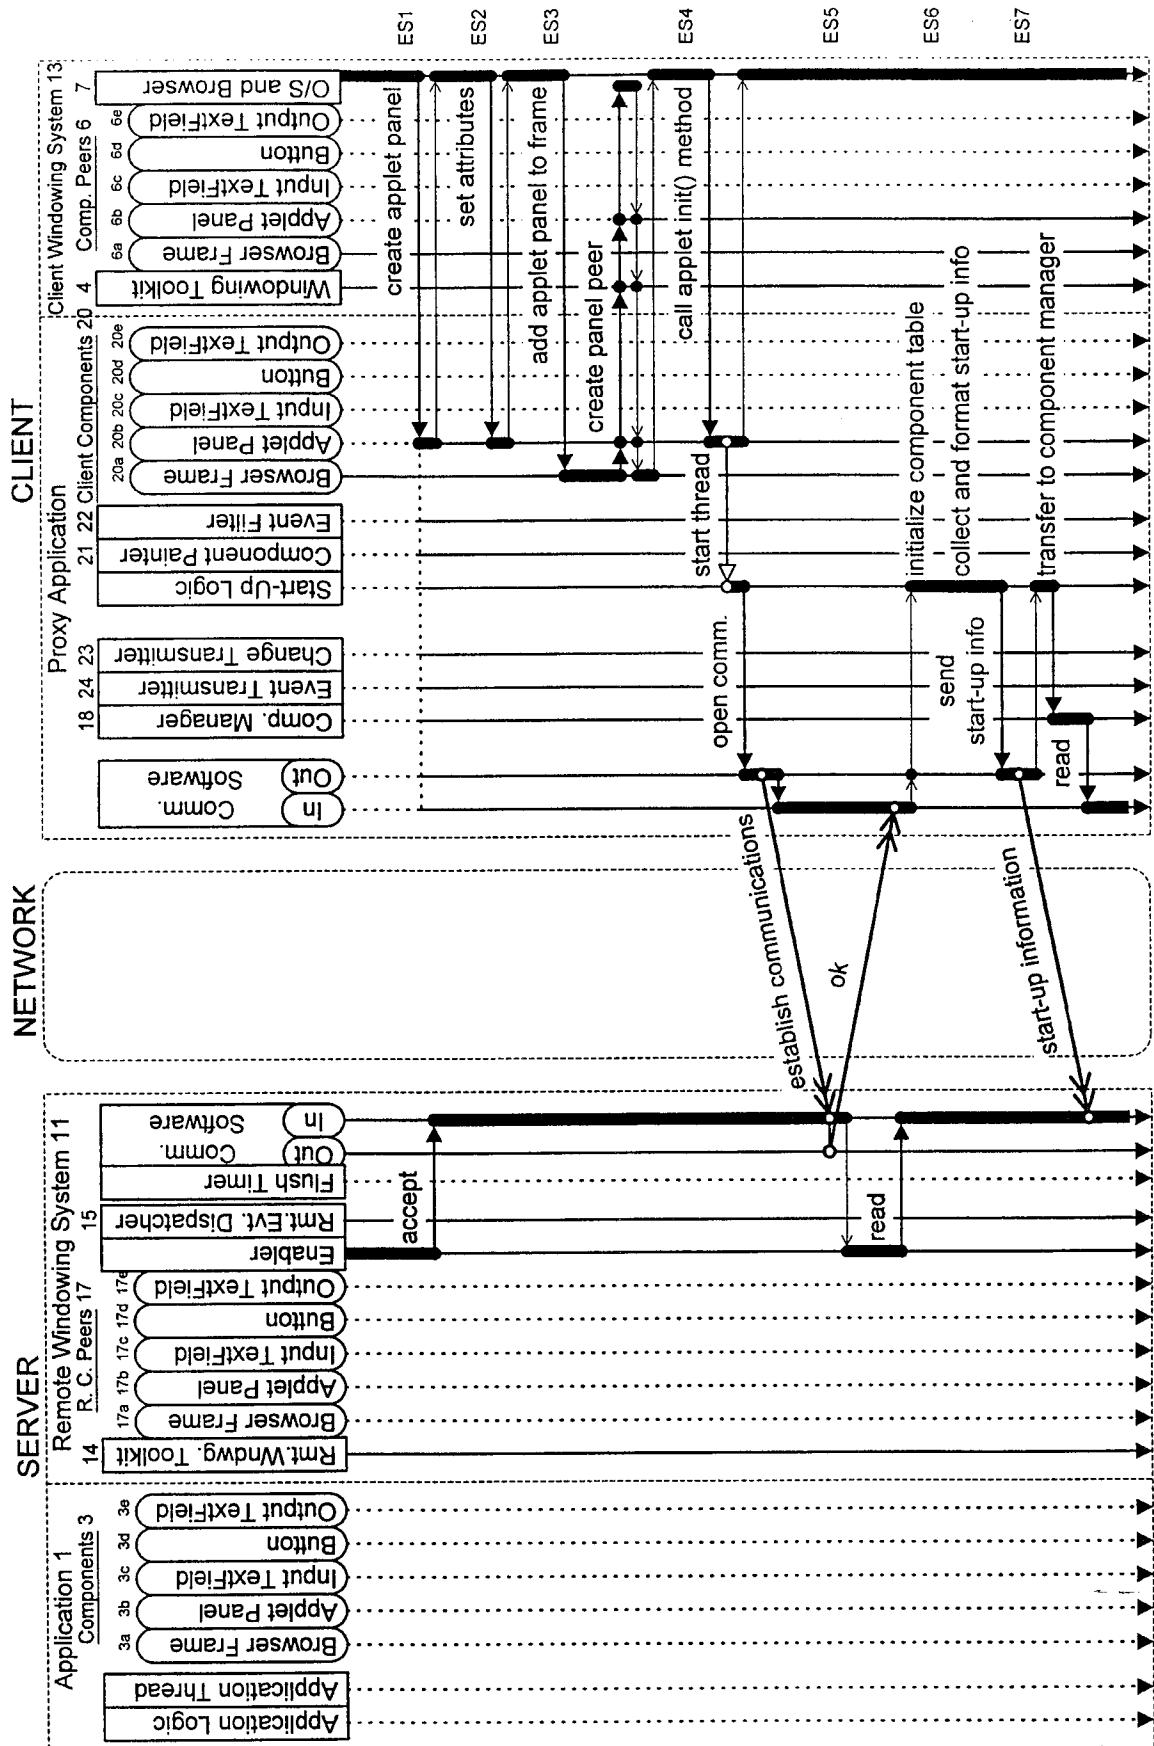 SERVER
NETWORK
CLIENT
Application 1
Components 3
3a
3b
3c
3d
3e
Application Logic
Application Thread
Browser Frame
Applet Panel
Input TextField
Button
Output TextField
Remote Windowing System 11
R. C. Peers 17
14
17a
17b
17c
17d
17e
15
Rmt.Wndwg. Toolkit
Browser Frame
Applet Panel
Input TextField
Button
Output TextField
Enabler
Rmt.Evt. Dispatcher
Flush Timer
Comm.
Software
Out
In
Proxy Application
Client Components 20
18
24
23
21
22
20a
20b
20c
20d
20e
Comm.
Software
In
Out
Comp. Manager
Event Transmitter
Change Transmitter
Start-Up Logic
Component Painter
Event Filter
Browser Frame
Applet Panel
Input TextField
Button
Output TextField
Client Windowing System 13
Comp. Peers 6
4
6a
6b
6c
6d
6e
7
Windowing Toolkit
Browser Frame
Applet Panel
Input TextField
Button
Output TextField
O/S and Browser
ES1
create applet panel
accept
ES2
set attributes
ES3
add applet panel to frame
create panel peer
ES4
call applet init() method
start thread
open comm.
establish communications
ES5
ok
read
ES6
initialize component table
collect and format start-up info
send
start-up info
ES7
start-up information
transfer to component manager
read